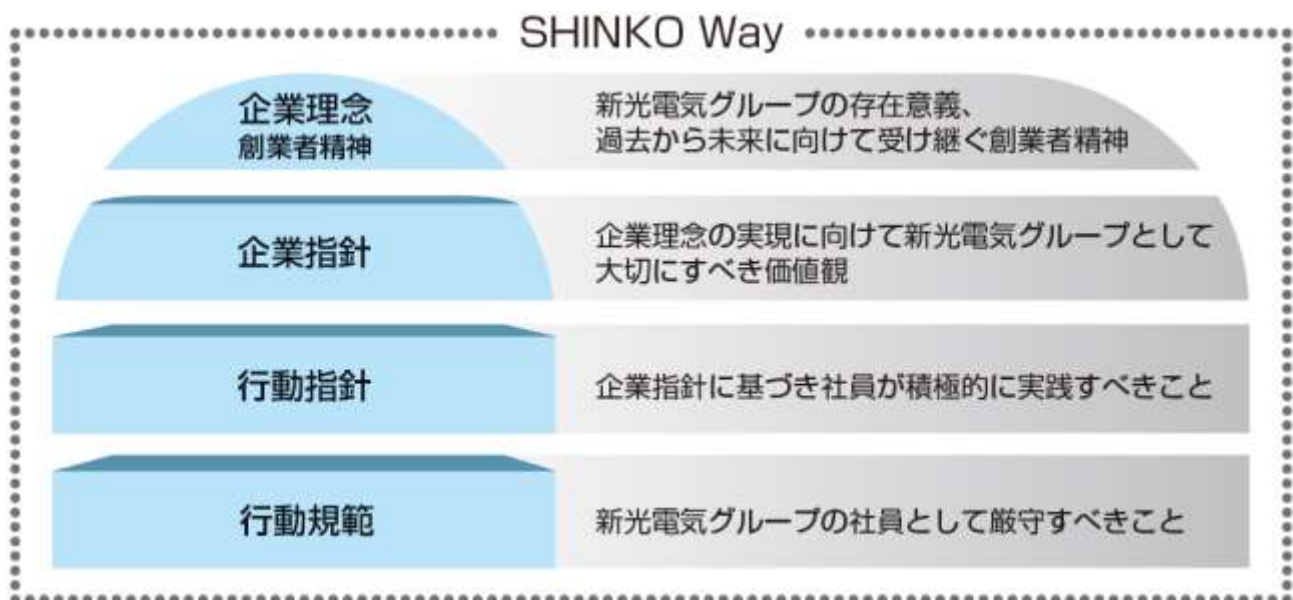 SHINKO Way
企業理念
創業者精神
新光電気グループの存在意義、
過去から未来に向けて受け継ぐ創業者精神
企業指針
企業理念の実現に向けて新光電気グループとして
大切にすべき価値観
行動指針
企業指針に基づき社員が積極的に実践すべきこと
行動規範
新光電気グループの社員として厳守すべきこと